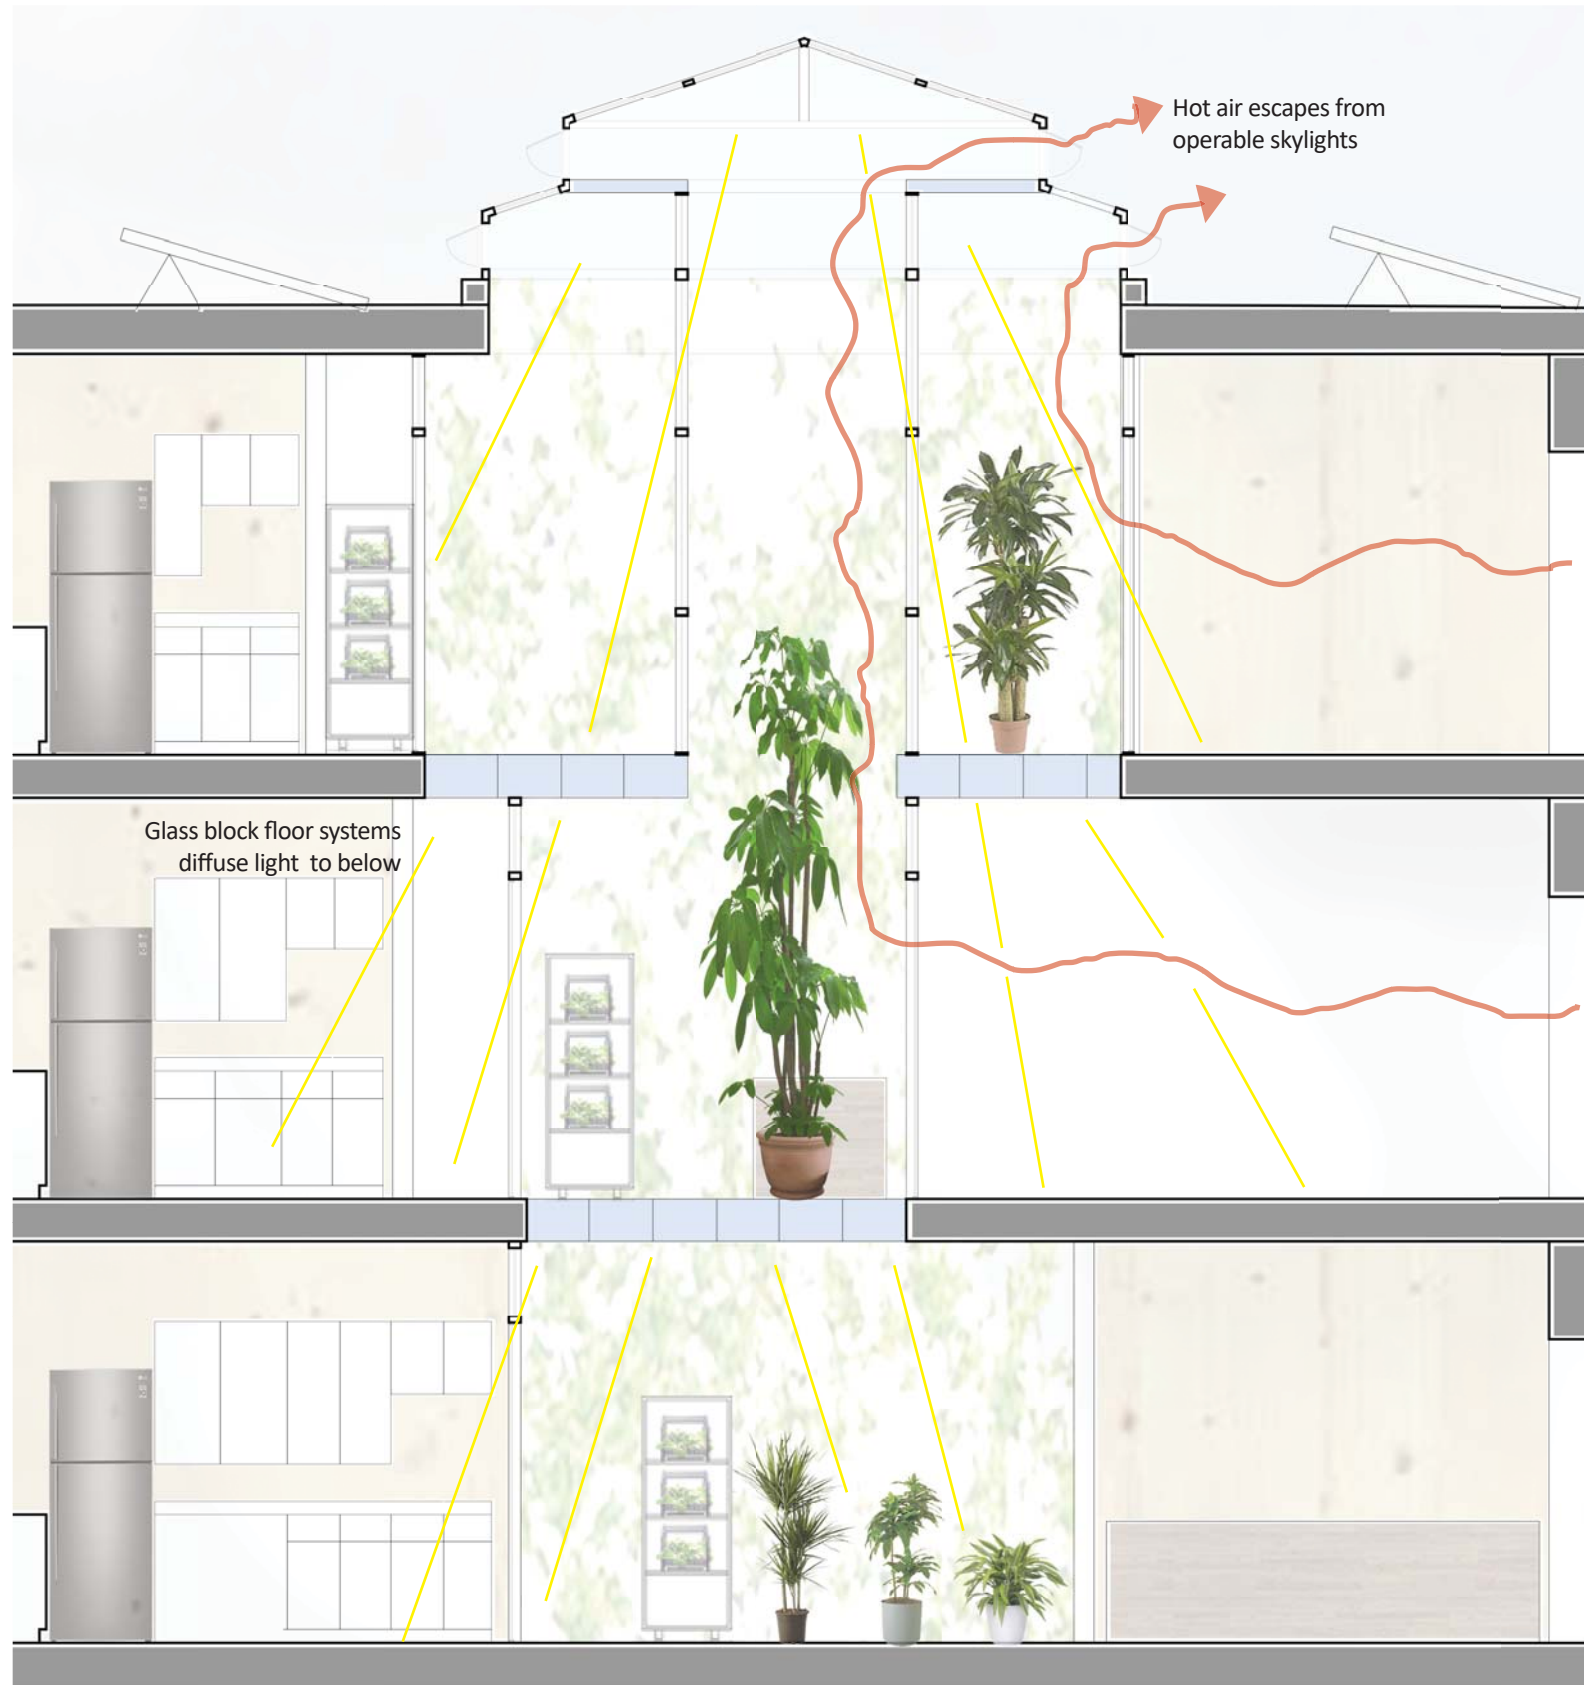 Hot air escapes from
operable skylights
Glass block floor systems
diffuse light  to below